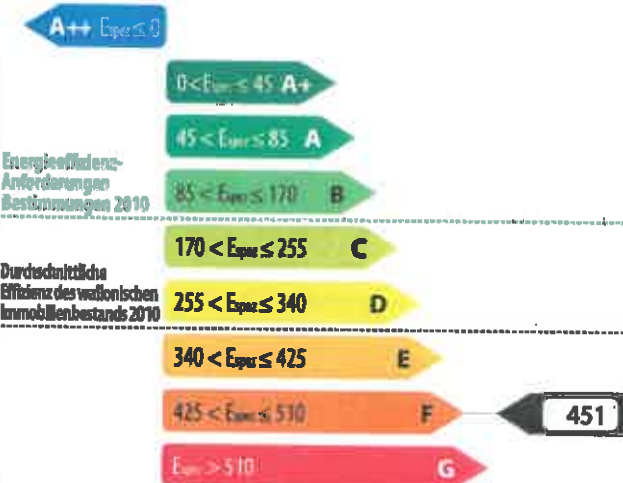 A++ Espec ≤ 0
0 < Espec ≤ 45 A+
45 < Espec ≤ 85 A
Energieeffizienz-
Anforderungen
Bestimmungen 2010
85 < Espec ≤ 170 B
170 < Espec ≤ 255 C
Durchschnittliche
Effizienz des wallonischen
Immobilienbestands 2010
255 < Espec ≤ 340 D
340 < Espec ≤ 425 E
425 < Espec ≤ 510 F
451
Espec > 510 G